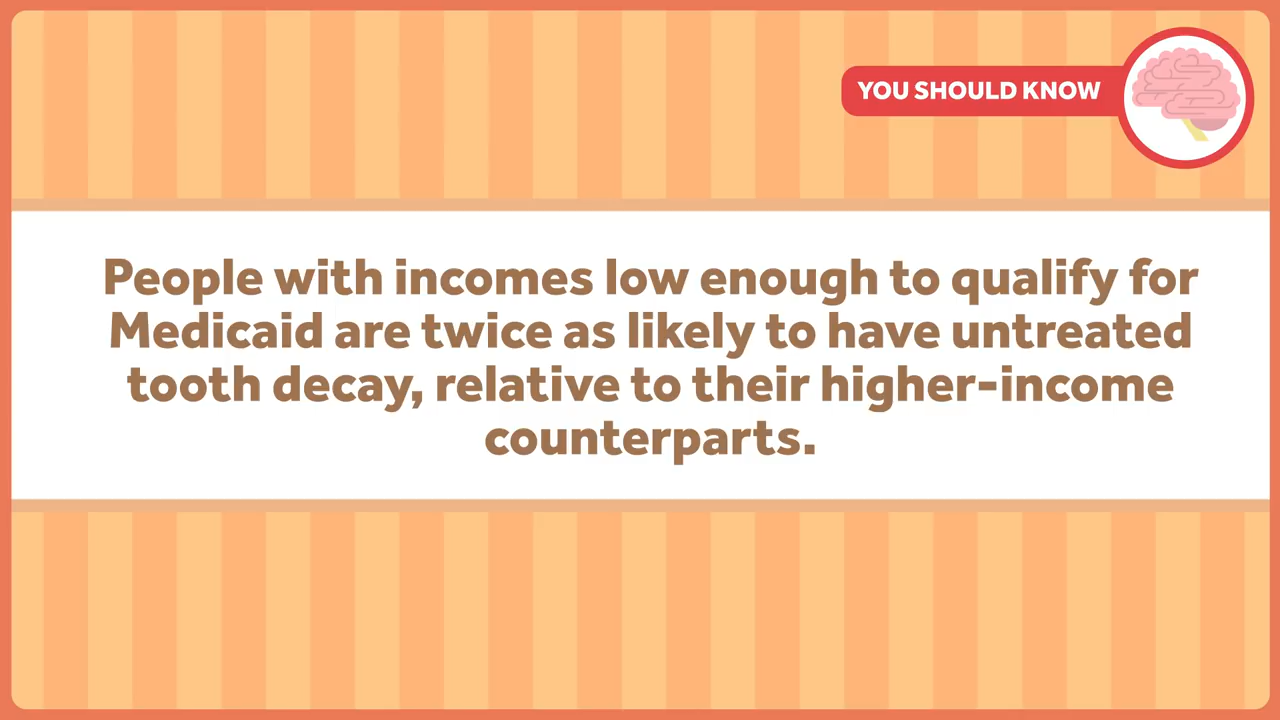 YOU SHOULD KNOW
People with incomes low enough to qualify for
Medicaid are twice as likely to have untreated
tooth decay, relative to their higher-income
counterparts.